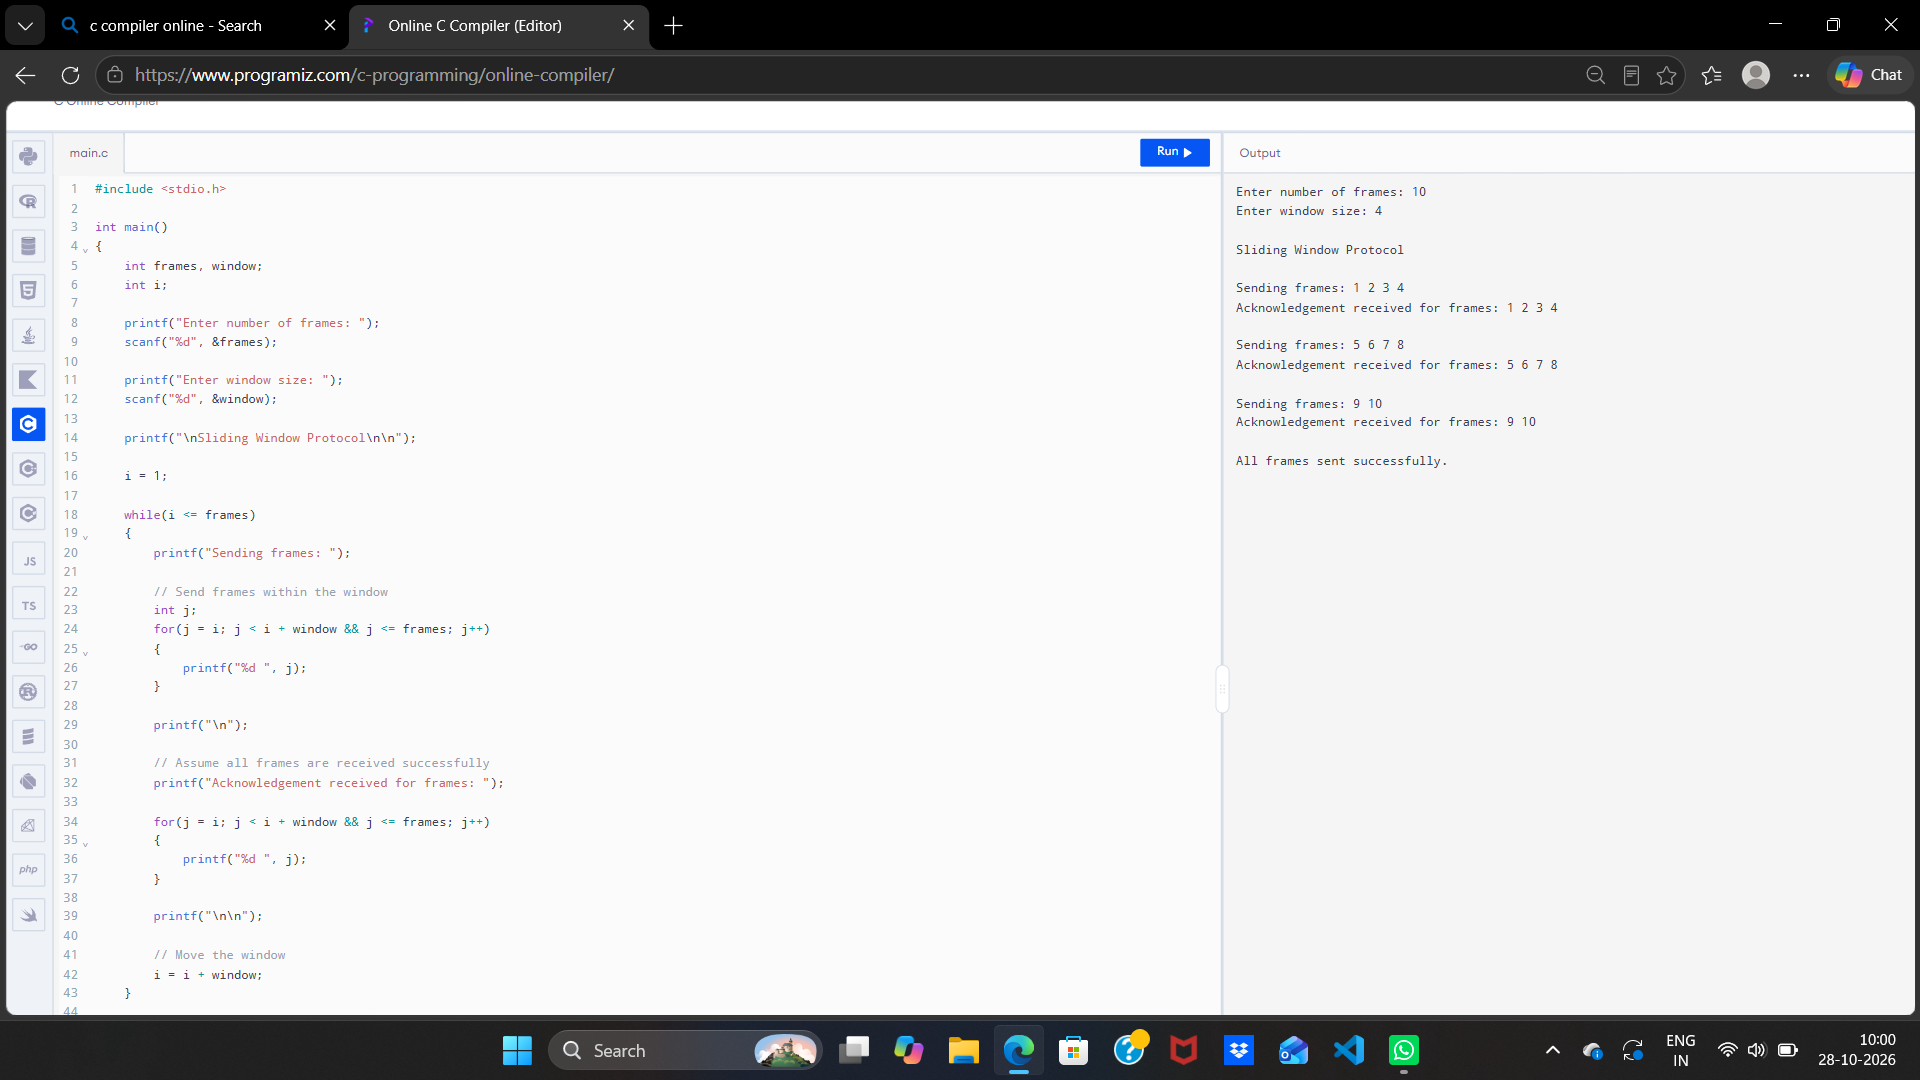 c compiler online - Search
Online C Compiler (Editor)
https://www.programiz.com/c-programming/online-compiler/
Chat
C Online Compiler
main.c
Run
Output
1 #include <stdio.h>
2
3 int main()
4 {
5 int frames, window;
6 int i;
7
8 printf("Enter number of frames: ");
9 scanf("%d", &frames);
10
11 printf("Enter window size: ");
12 scanf("%d", &window);
13
14 printf("\nSliding Window Protocol\n\n");
15
16 i = 1;
17
18 while(i <= frames)
19 {
20 printf("Sending frames: ");
21
22 // Send frames within the window
23 int j;
24 for(j = i; j < i + window && j <= frames; j++)
25 {
26 printf("%d ", j);
27 }
28
29 printf("\n");
30
31 // Assume all frames are received successfully
32 printf("Acknowledgement received for frames: ");
33
34 for(j = i; j < i + window && j <= frames; j++)
35 {
36 printf("%d ", j);
37 }
38
39 printf("\n\n");
40
41 // Move the window
42 i = i + window;
43 }
44
Enter number of frames: 10
Enter window size: 4
Sliding Window Protocol
Sending frames: 1 2 3 4
Acknowledgement received for frames: 1 2 3 4
Sending frames: 5 6 7 8
Acknowledgement received for frames: 5 6 7 8
Sending frames: 9 10
Acknowledgement received for frames: 9 10
All frames sent successfully.
JS
TS
GO
php
Search
ENG
IN
10:00
28-10-2026